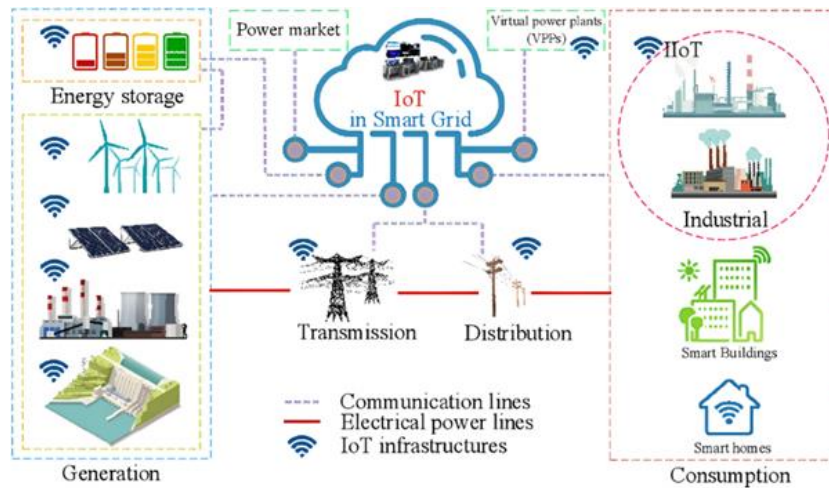 Power market
Virtual power plants
(VPPs)
IIoT
Energy storage
IoT
in Smart Grid
Industrial
Transmission
Distribution
Smart Buildings
Communication lines
Electrical power lines
IoT infrastructures
Smart homes
Generation
Consumption